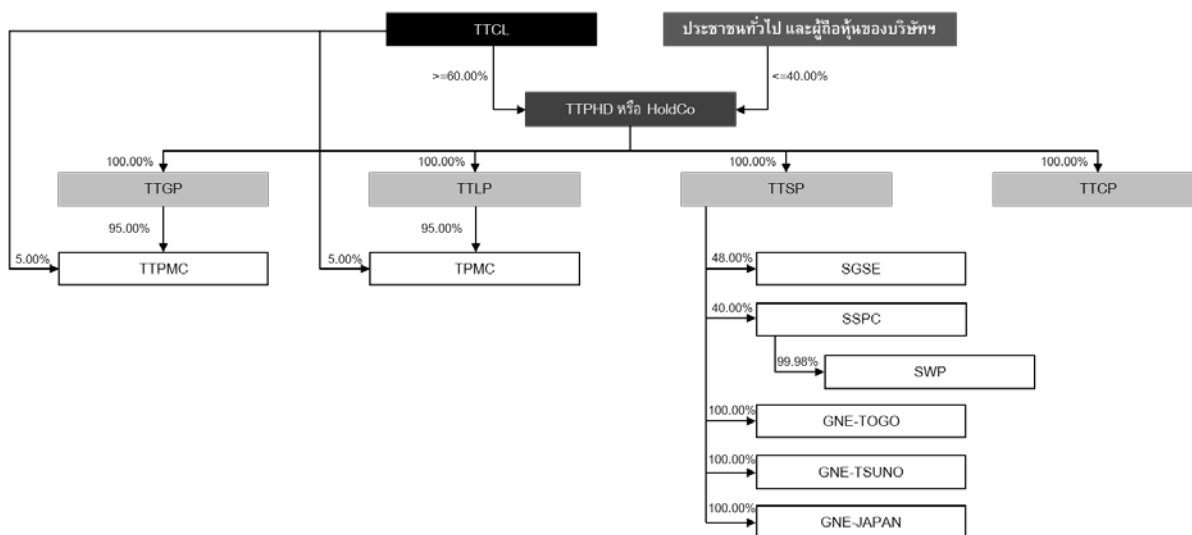 TTCL
ประชาชนทั่วไป และผู้ถือหุ้นของบริษัทฯ
>=60.00%
<=40.00%
TTPHD หรือ HoldCo
100.00%
100.00%
100.00%
100.00%
TTGP
TTLP
TTSP
TTCP
95.00%
95.00%
5.00%
TTPMC
5.00%
TPMC
48.00%
SGSE
40.00%
SSPC
99.98%
SWP
100.00%
GNE-TOGO
100.00%
GNE-TSUNO
100.00%
GNE-JAPAN